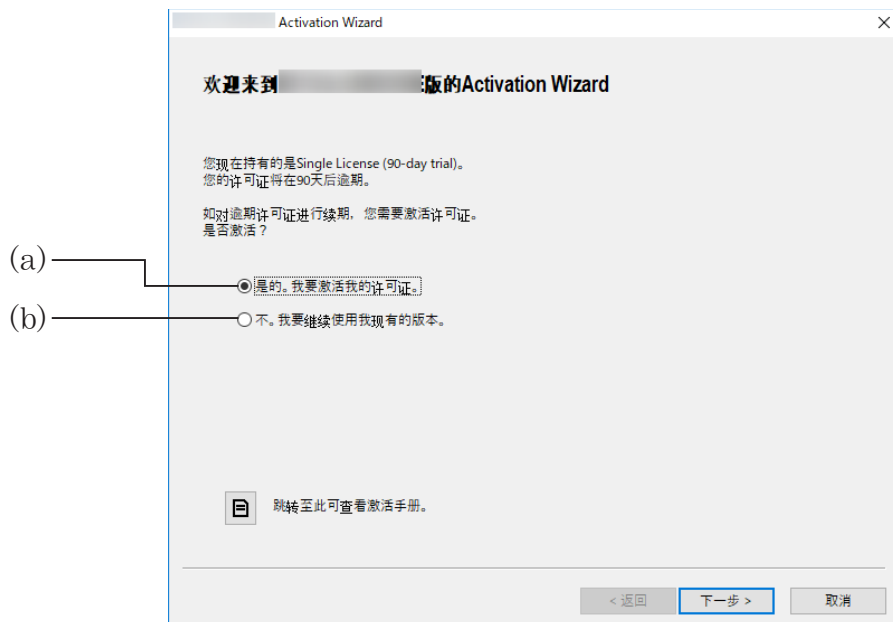 Activation Wizard
欢迎来到 版的Activation Wizard
您现在持有的是Single License (90-day trial)。
您的许可证将在90天后逾期。
如对逾期许可证进行续期，您需要激活许可证。
是否激活？
(a)
是的。我要激活我的许可证。
(b)
不。我要继续使用我现有的版本。
跳转至此可查看激活手册。
< 返回
下一步 >
取消